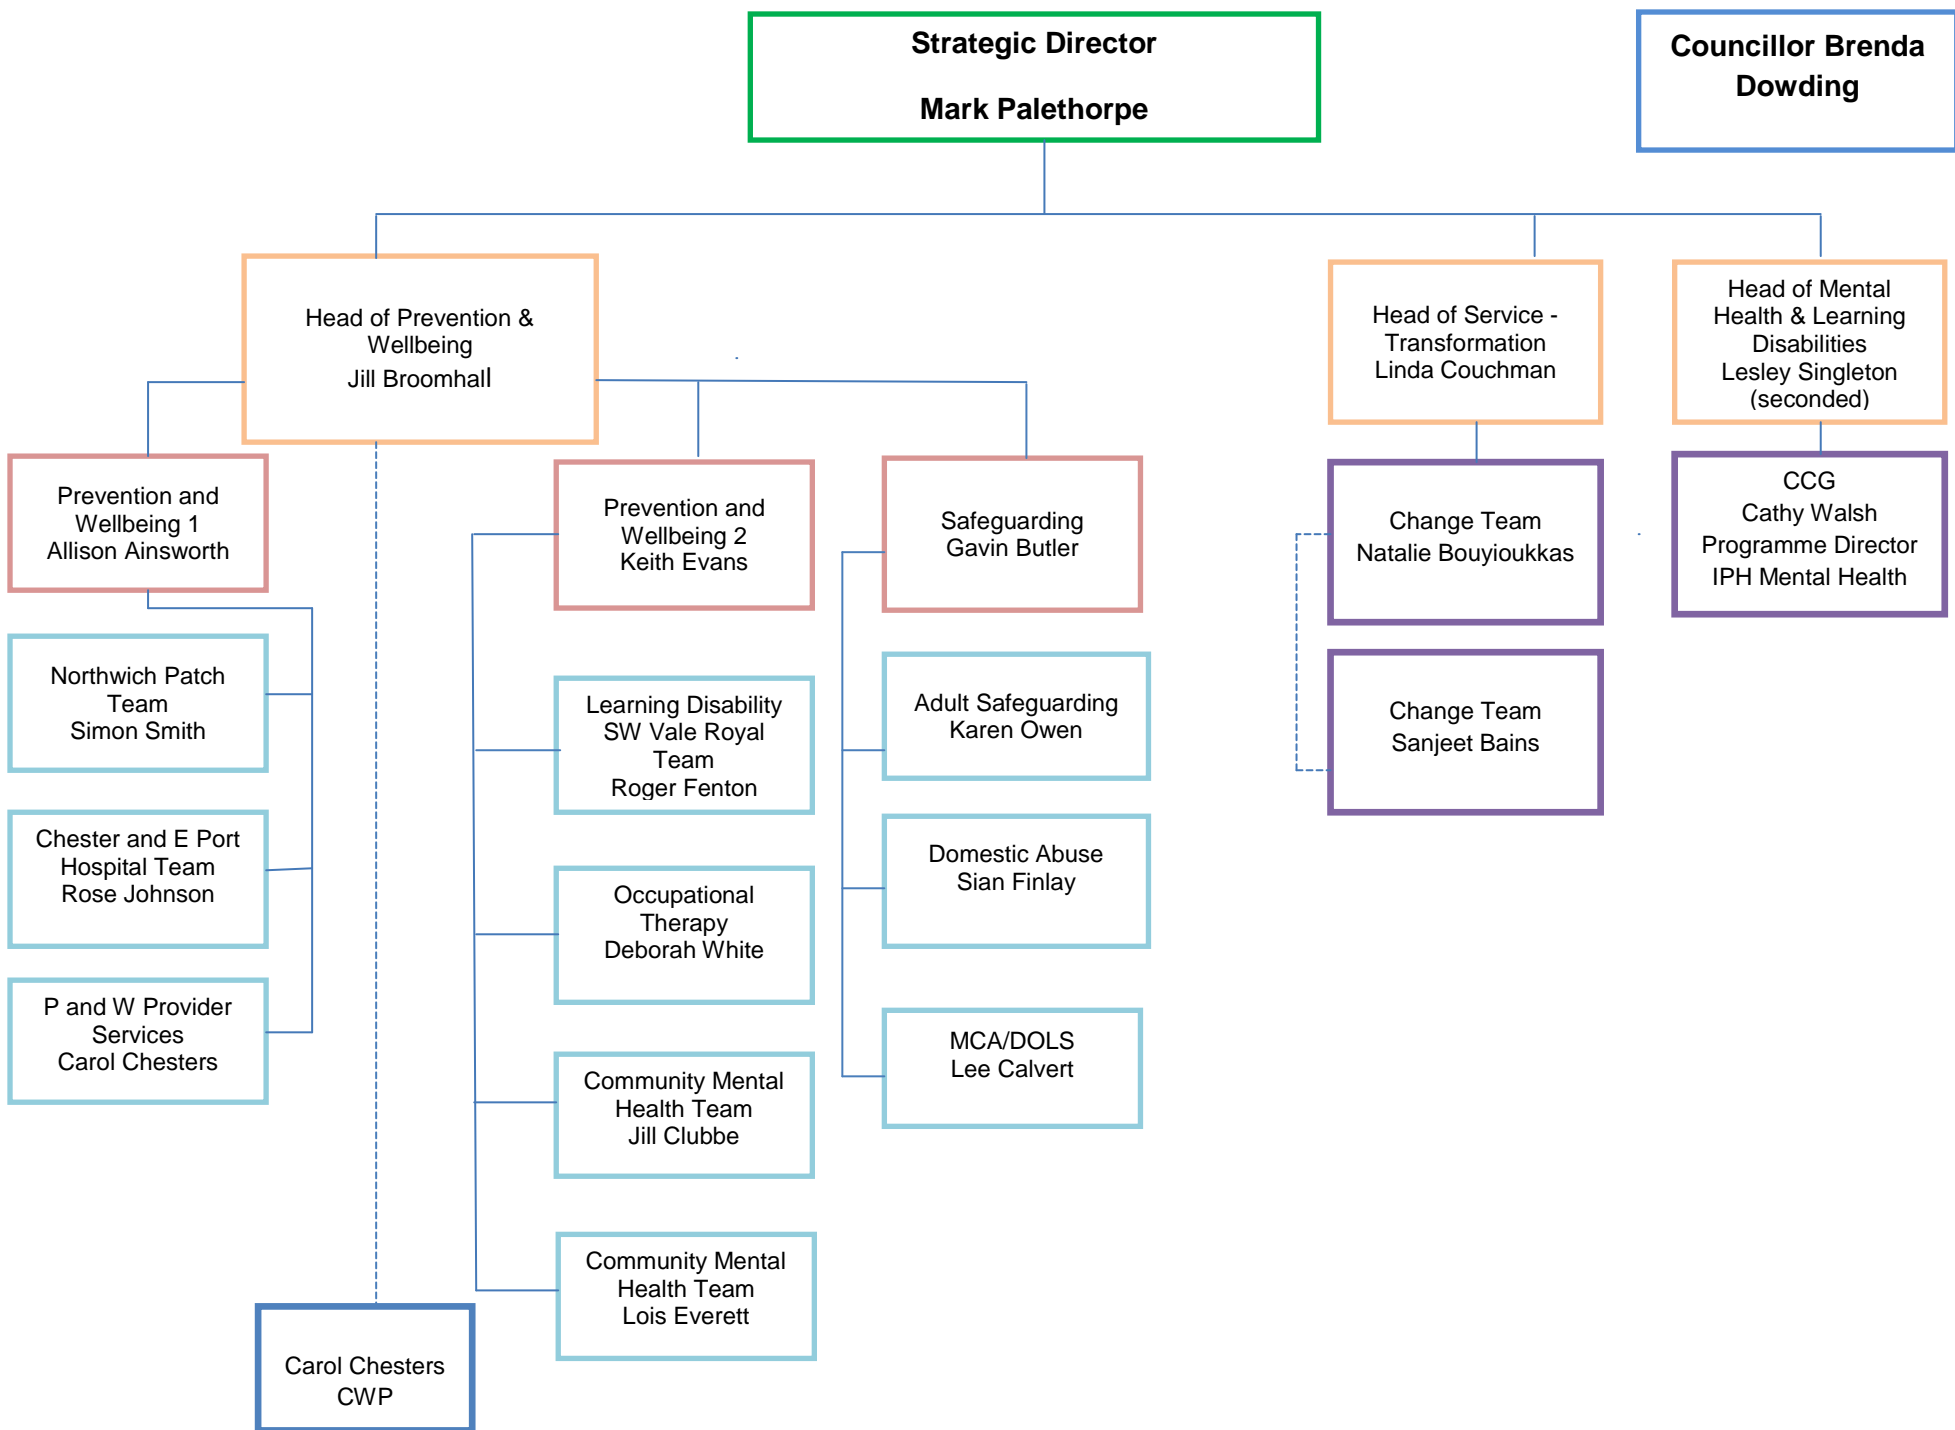 Strategic Director
Mark Palethorpe
Councillor Brenda
Dowding
Head of Prevention &
Wellbeing
Jill Broomhall
Head of Service -
Transformation
Linda Couchman
Head of Mental
Health & Learning
Disabilities
Lesley Singleton
(seconded)
Prevention and
Wellbeing 1
Allison Ainsworth
Prevention and
Wellbeing 2
Keith Evans
Safeguarding
Gavin Butler
Change Team
Natalie Bouyioukkas
CCG
Cathy Walsh
Programme Director
IPH Mental Health
Northwich Patch
Team
Simon Smith
Learning Disability
SW Vale Royal
Team
Roger Fenton
Adult Safeguarding
Karen Owen
Change Team
Sanjeet Bains
Chester and E Port
Hospital Team
Rose Johnson
Occupational
Therapy
Deborah White
Domestic Abuse
Sian Finlay
P and W Provider
Services
Carol Chesters
Community Mental
Health Team
Jill Clubbe
MCA/DOLS
Lee Calvert
Community Mental
Health Team
Lois Everett
Carol Chesters
CWP